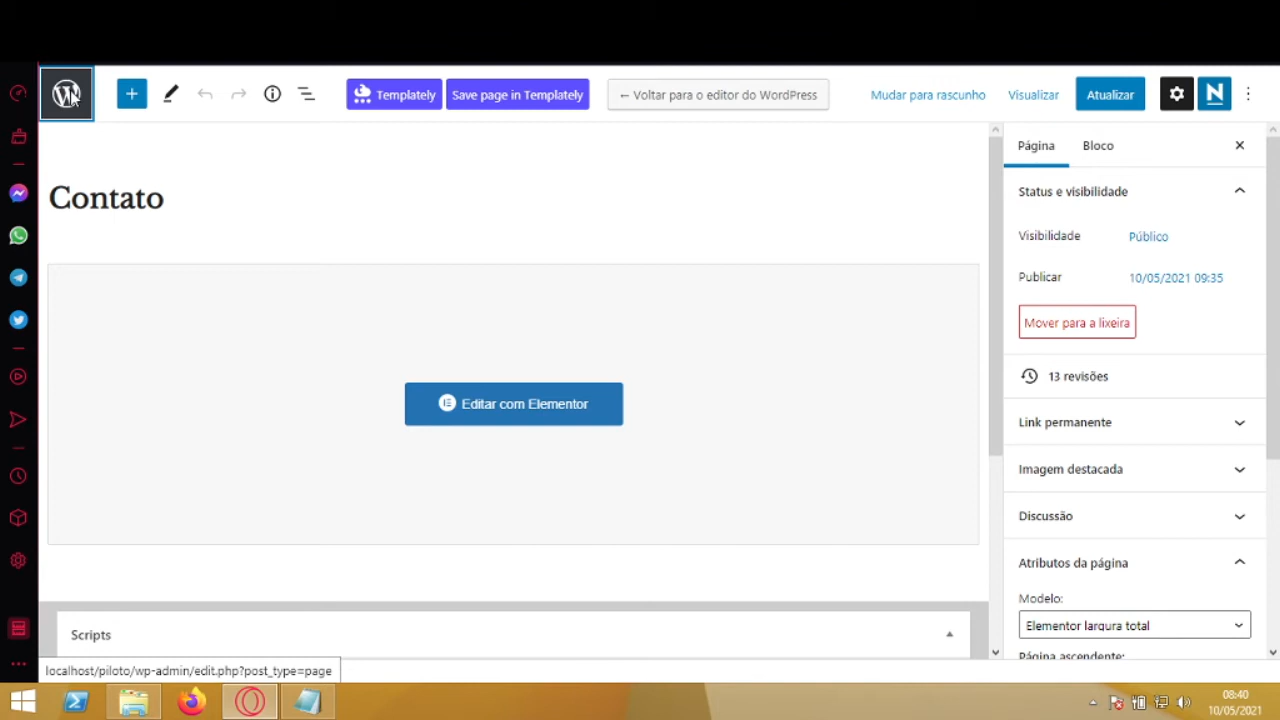 Templately
Save page in Templately
← Voltar para o editor do WordPress
Mudar para rascunho
Visualizar
Atualizar
Contato
Editar com Elementor
Scripts
Página
Bloco
Status e visibilidade
Visibilidade
Público
Publicar
10/05/2021 09:35
Mover para a lixeira
13 revisões
Link permanente
Imagem destacada
Discussão
Atributos da página
Modelo:
Elementor largura total
Página ascendente:
localhost/piloto/wp-admin/edit.php?post_type=page
08:40
10/05/2021